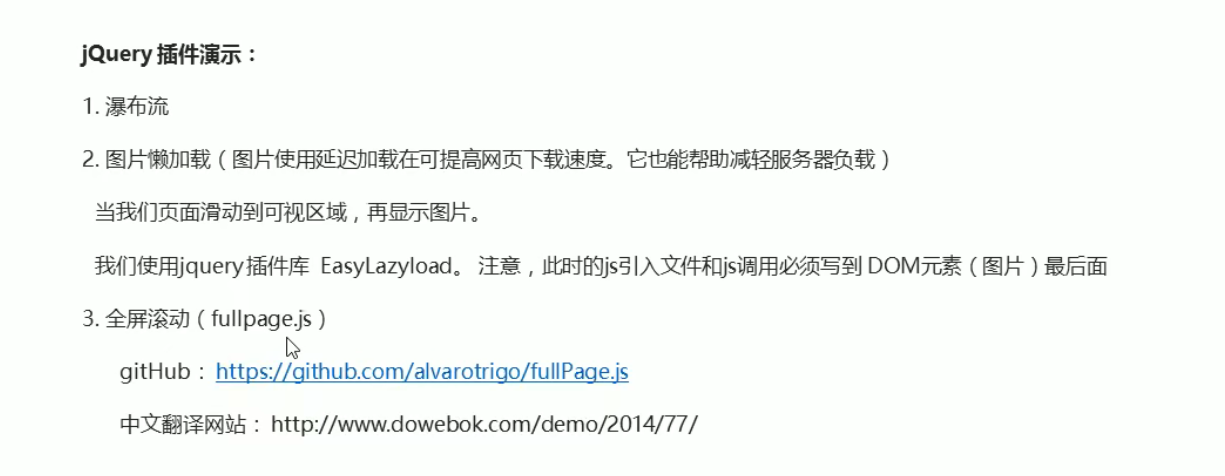 jQuery 插件演示：
1. 瀑布流
2. 图片懒加载（图片使用延迟加载在可提高网页下载速度。它也能帮助减轻服务器负载）
当我们页面滑动到可视区域，再显示图片。
我们使用jquery 插件库 EasyLazyload。 注意，此时的js引入文件和js调用必须写到 DOM元素（图片）最后面
3. 全屏滚动（fullpage.js）
gitHub： https://github.com/alvarotrigo/fullPage.js
中文翻译网站： http://www.dowebok.com/demo/2014/77/